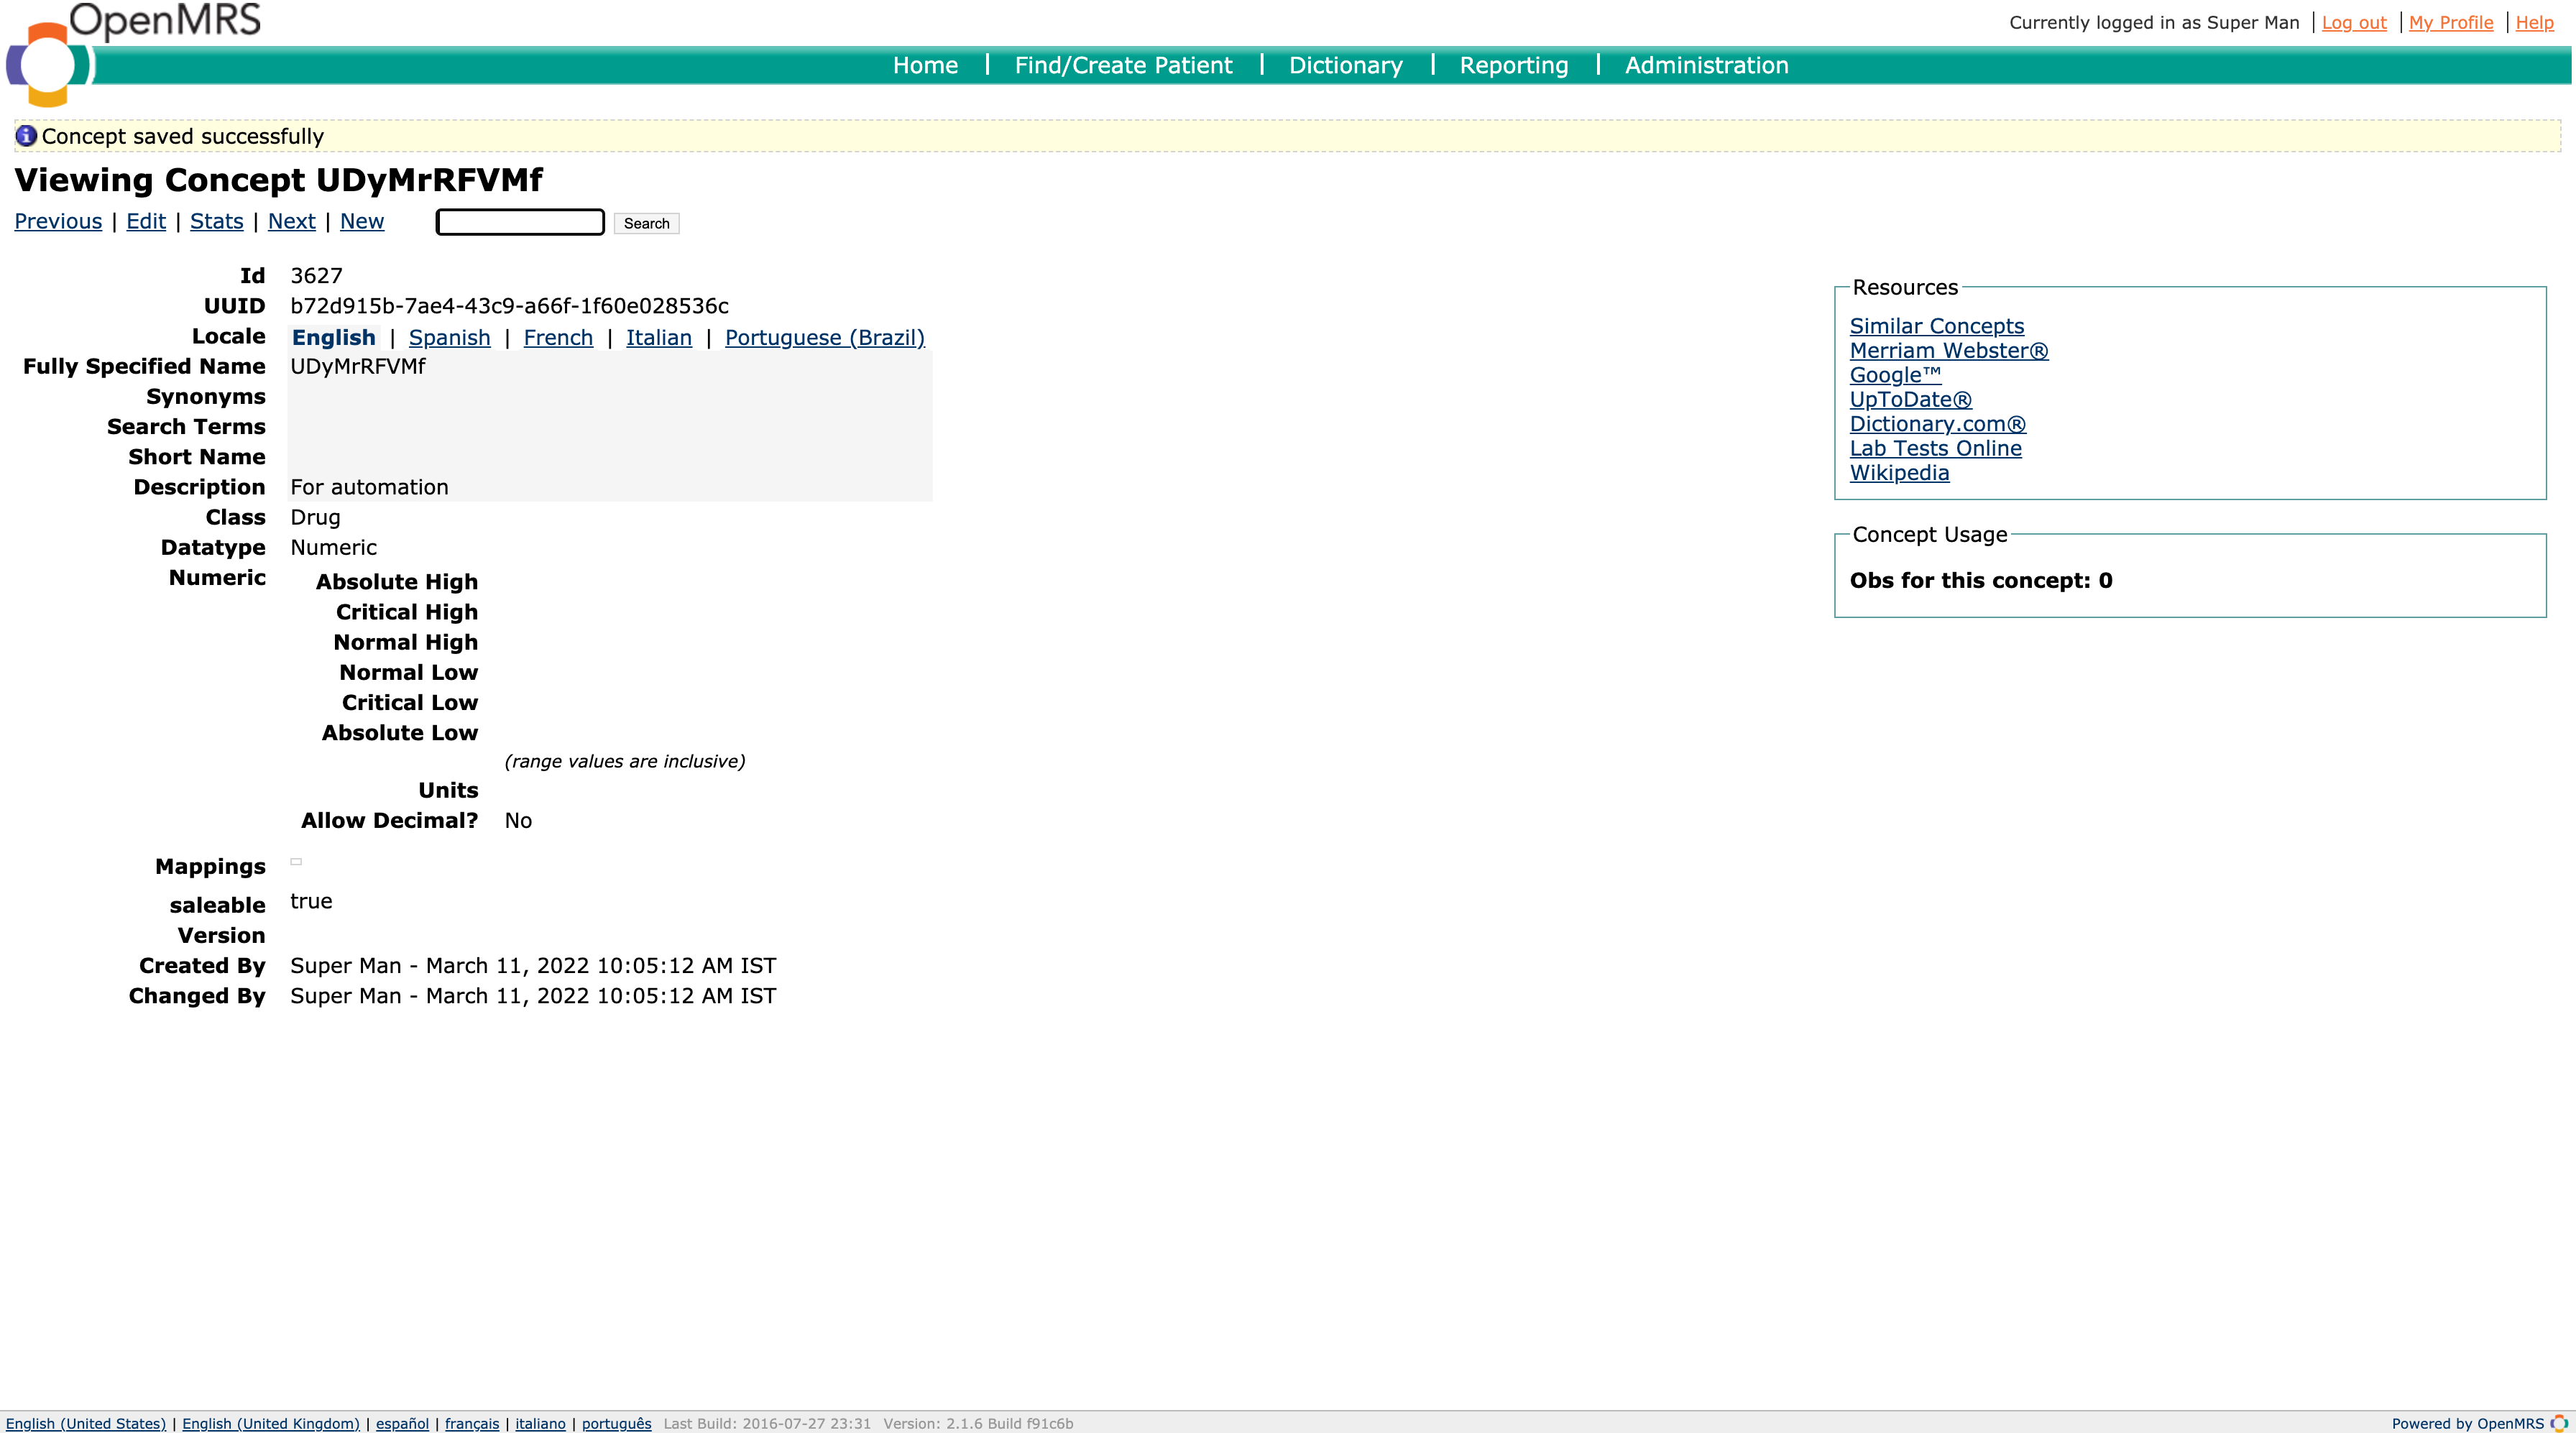 OpenMRS
Currently logged in as Super Man | Log out | My Profile | Help
Home | Find/Create Patient | Dictionary | Reporting | Administration
Concept saved successfully
Viewing Concept UDyMrRFVMf
Previous | Edit | Stats | Next | New Search
Id 3627
UUID b72d915b-7ae4-43c9-a66f-1f60e028536c
Locale English | Spanish | French | Italian | Portuguese (Brazil)
Fully Specified Name UDyMrRFVMf
Synonyms
Search Terms
Short Name
Description For automation
Class Drug
Datatype Numeric
Numeric
Absolute High
Critical High
Normal High
Normal Low
Critical Low
Absolute Low
(range values are inclusive)
Units
Allow Decimal? No
Mappings
saleable true
Version
Created By Super Man - March 11, 2022 10:05:12 AM IST
Changed By Super Man - March 11, 2022 10:05:12 AM IST
Resources
Similar Concepts
Merriam Webster®
Google™
UpToDate®
Dictionary.com®
Lab Tests Online
Wikipedia
Concept Usage
Obs for this concept: 0
English (United States) | English (United Kingdom) | español | français | italiano | português Last Build: 2016-07-27 23:31 Version: 2.1.6 Build f91c6b
Powered by OpenMRS